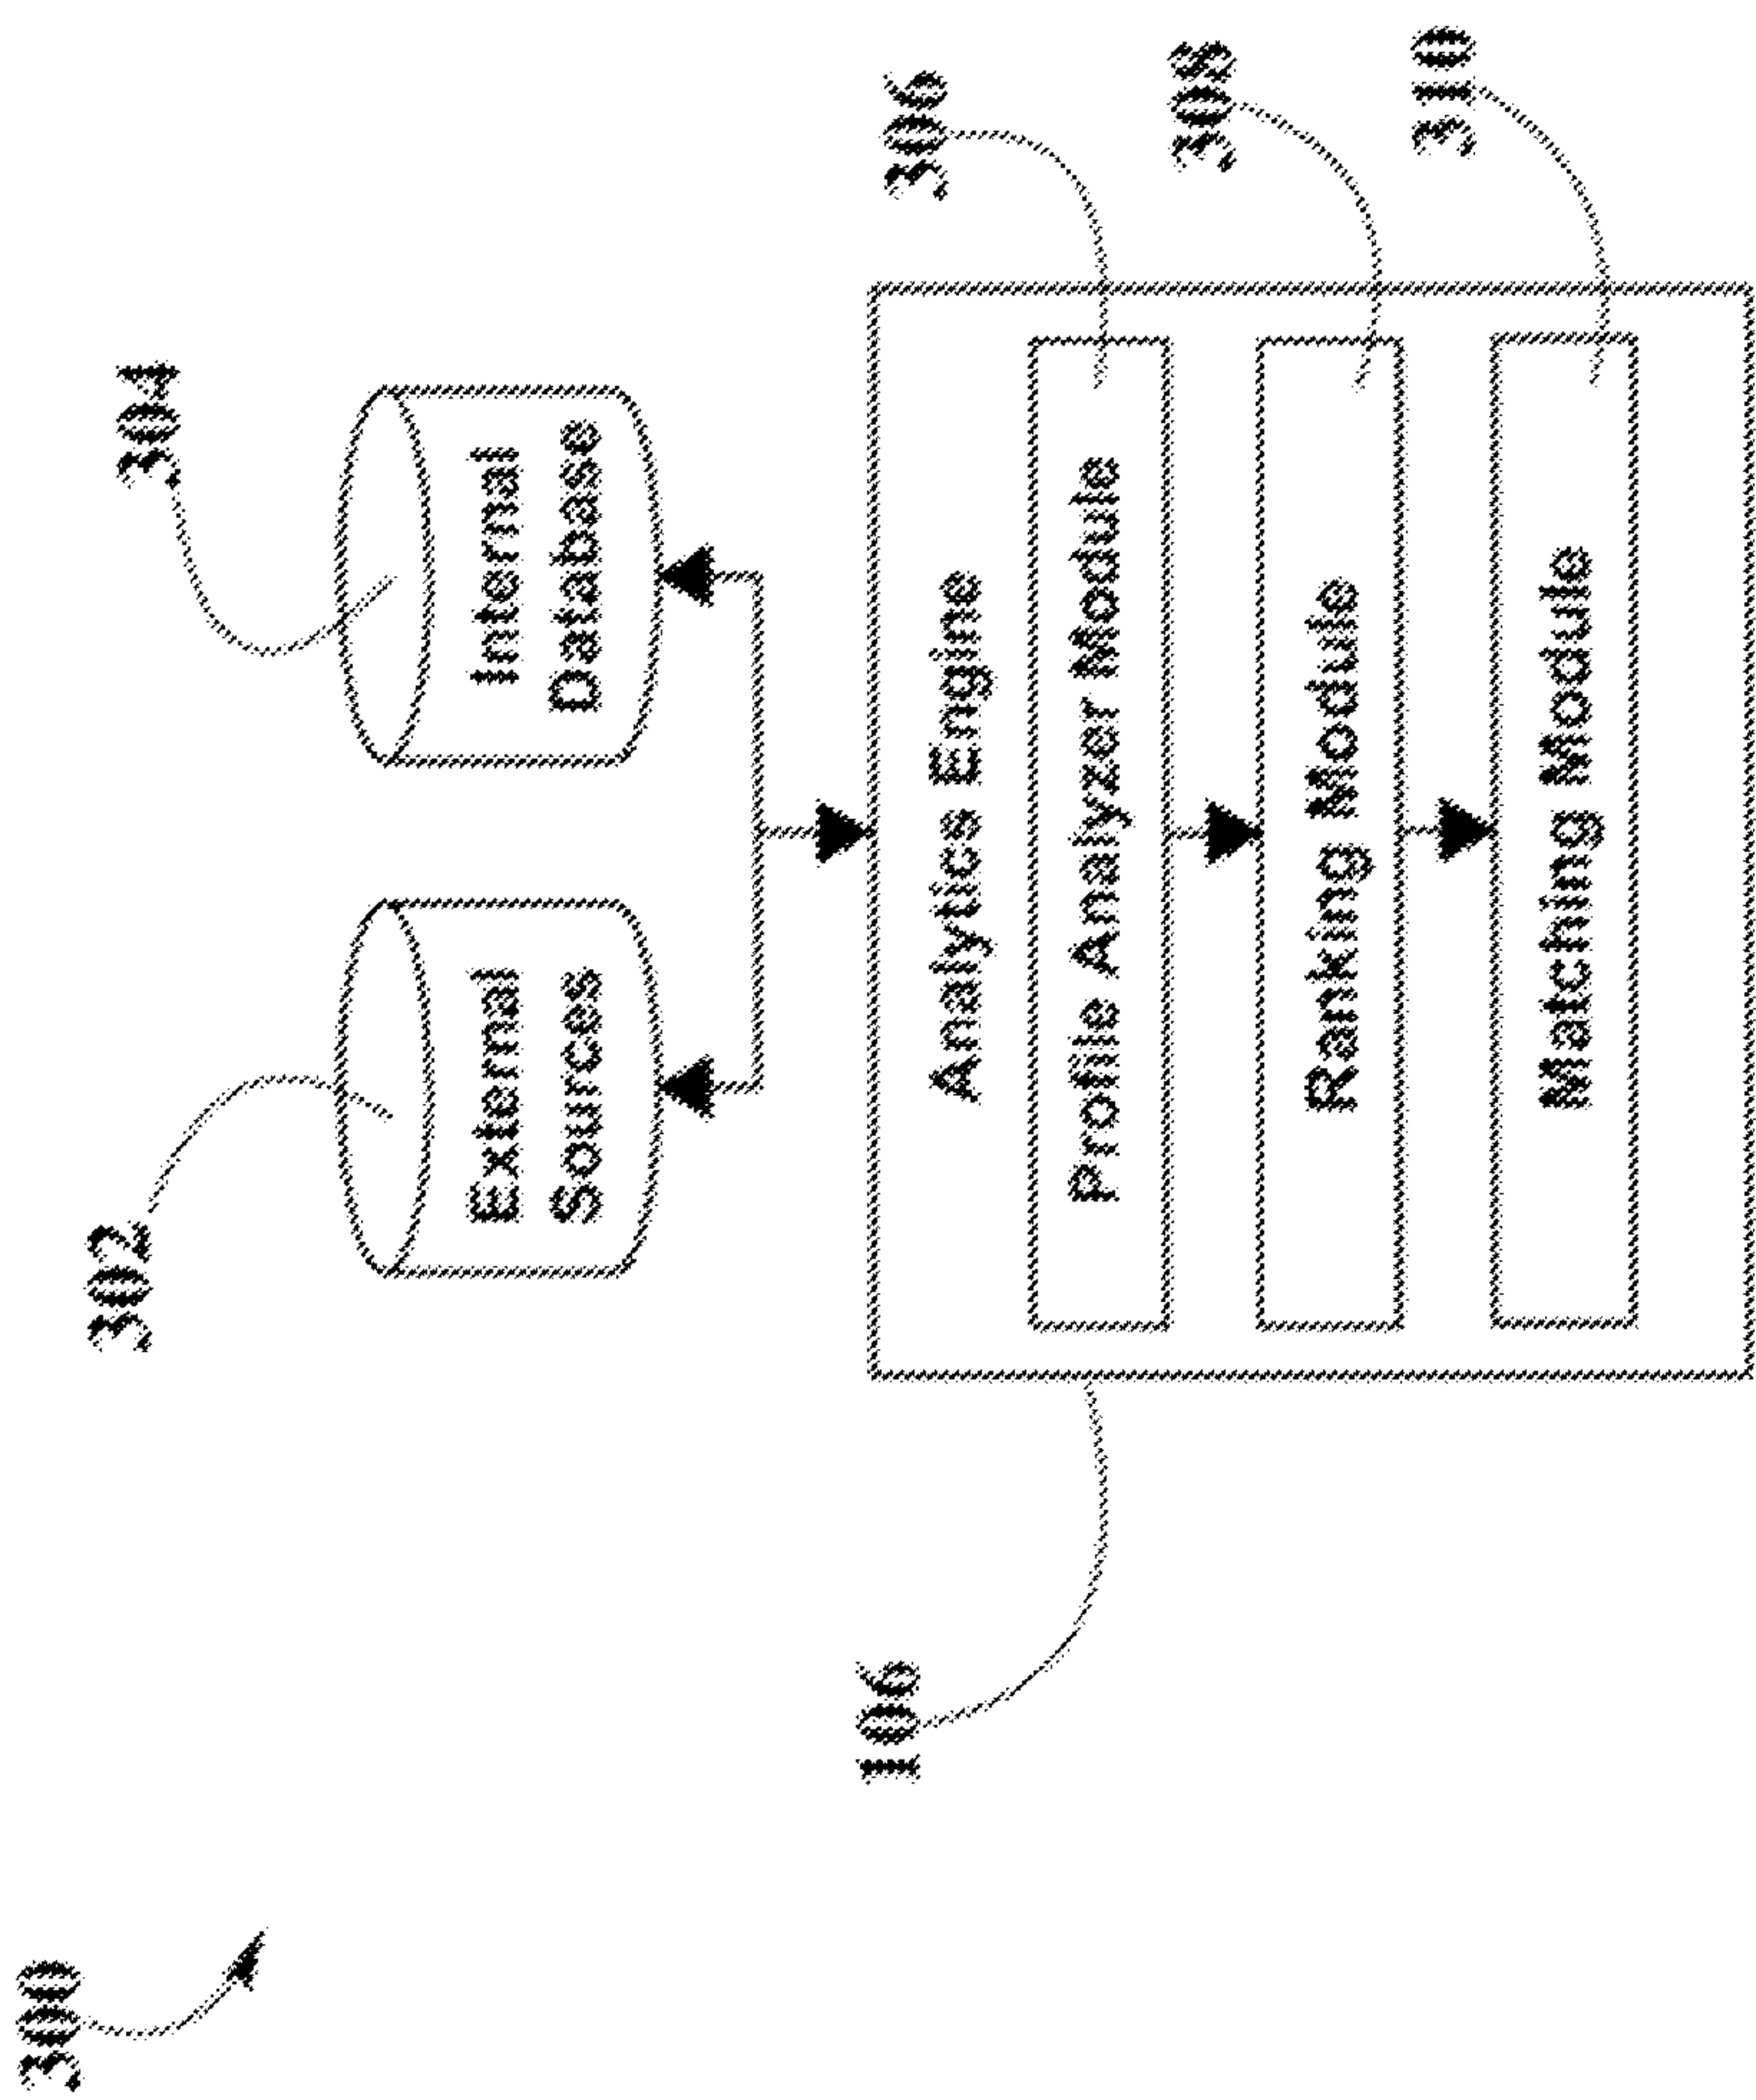 300
302
304
External
Sources
Internal
Database
106
Analytics Engine
306
Profile Analyzer Module
308
Ranking Module
310
Matching Module